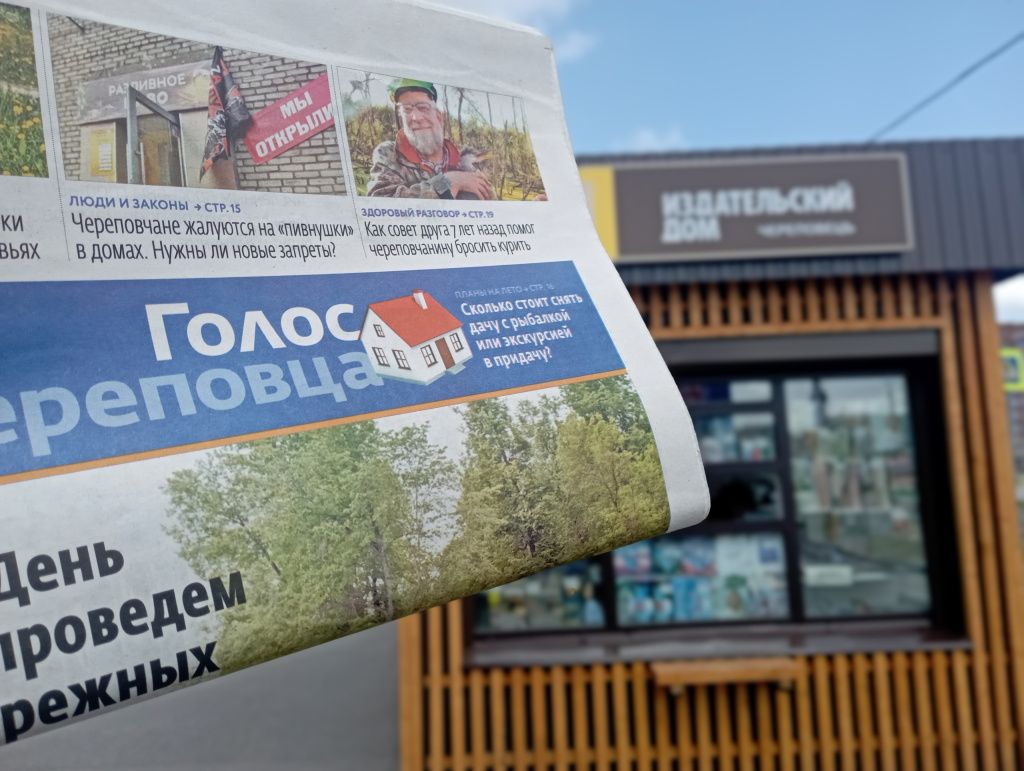 РАЗЛИВНОЕ
МЫ
ОТКРЫЛИ
ЛЮДИ И ЗАКОНЫ → СТР. 15
Череповчане жалуются на «пивнушки»
в домах. Нужны ли новые запреты?
ЗДОРОВЫЙ РАЗГОВОР → СТР. 19
Как совет друга 7 лет назад помог
череповчанину бросить курить
Голос
ереповца
ПЛАНЫ НА ЛЕТО → СТР. 16
Сколько стоит снять
дачу с рыбалкой
или экскурсией
в придачу?
День
проведем
режных
ИЗДАТЕЛЬСКИЙ
ДОМ ЧЕРЕПОВЕЦЪ